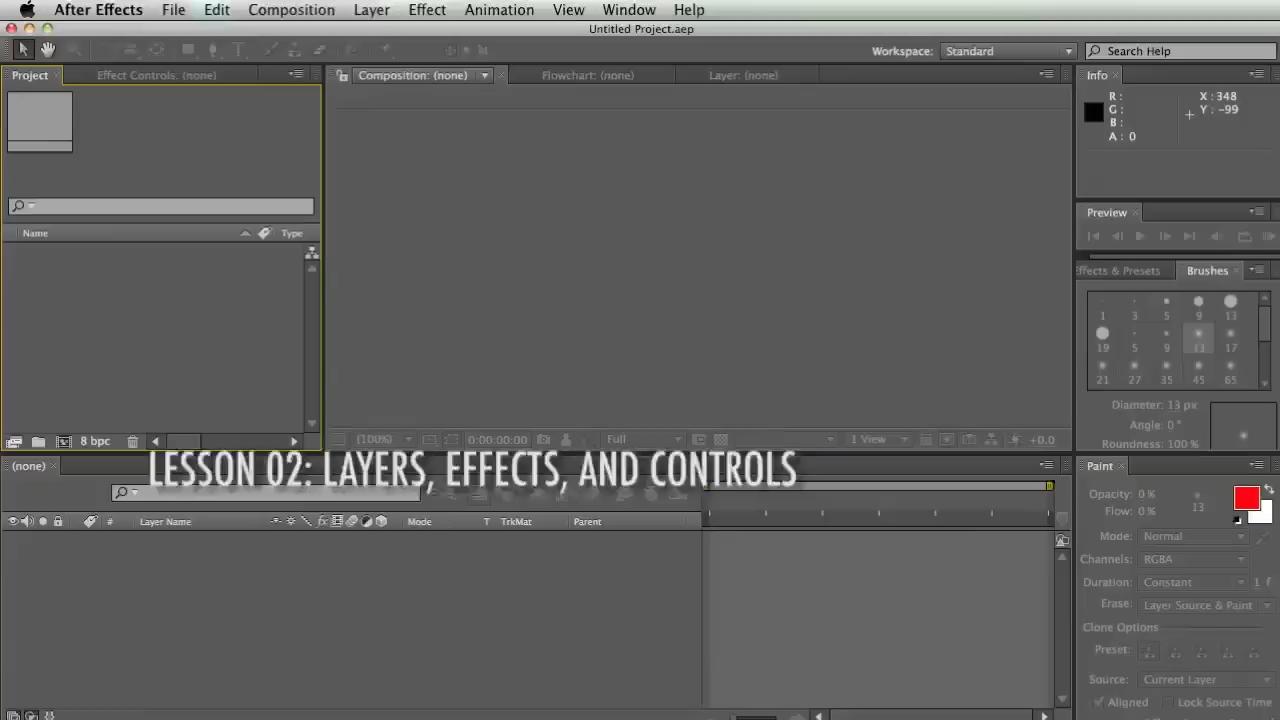 After Effects File Edit Composition Layer Effect Animation View Window Help
Untitled Project.aep
Workspace: Standard Search Help
Project Effect Controls: (none) Composition: (none) Flowchart: (none) Layer: (none) Info
R: X: 348
G: Y: -99
B:
A: 0
Preview
Name Type
Effects & Presets Brushes
1 3 5 9 13
19 5 9 13 17
21 27 35 45 65
Diameter: 13 px
Angle: 0°
Roundness: 100 %
8 bpc (100%) 0:00:00:00 Full 1 View +0.0
(none) Paint
LESSON 02: LAYERS, EFFECTS, AND CONTROLS
Opacity: 0 %
Flow: 0 % 13
# Layer Name fx Mode T TrkMat Parent
Mode: Normal
Channels: RGBA
Duration: Constant 1 f
Erase: Layer Source & Paint
Clone Options
Preset:
Source: Current Layer
Aligned Lock Source Time